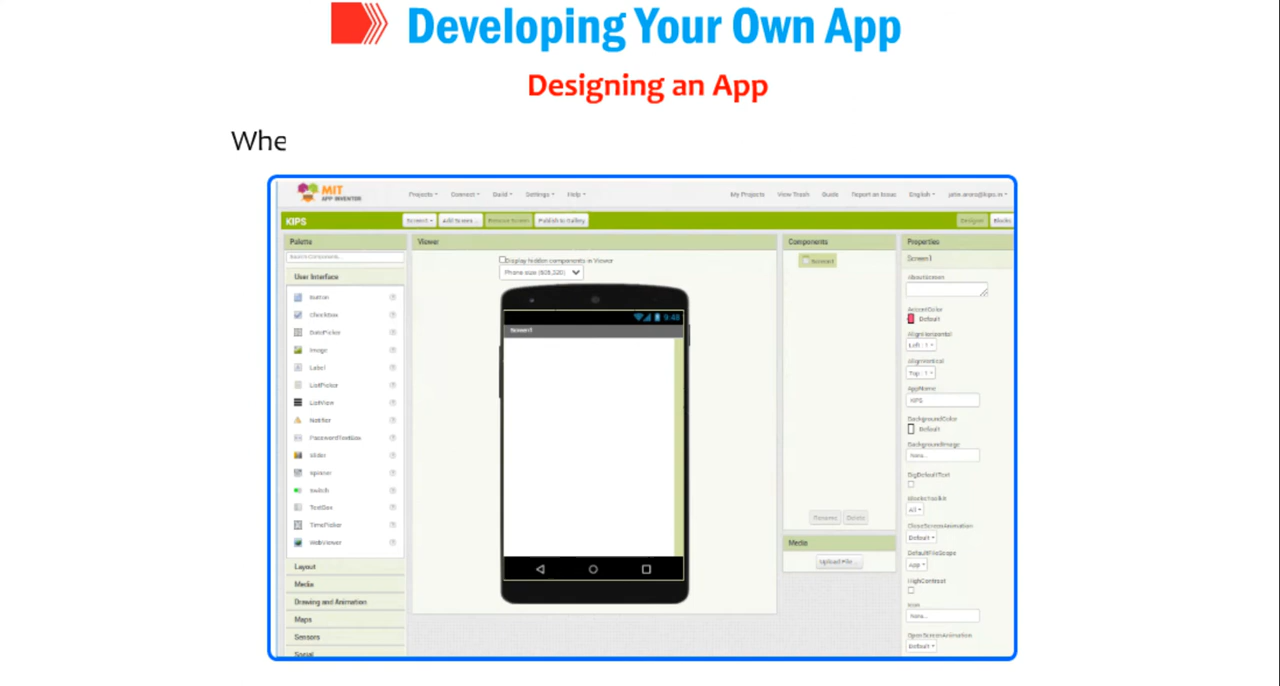 Developing Your Own App
Designing an App
Whe
MIT
APP INVENTOR
Projects Connect Build Settings Help
My Projects View Trash Guide Report an Issue English
KIPS
Screen1 Add Screen ... Remove Screen Publish to Gallery
Designer Blocks
Palette
Search Components...
User Interface
Button
CheckBox
DatePicker
Image
Label
ListPicker
ListView
Notifier
PasswordTextBox
Slider
Spinner
Switch
TextBox
TimePicker
WebViewer
Layout
Media
Drawing and Animation
Maps
Sensors
Social
Viewer
Display hidden components in Viewer
Phone size (505,320)
9:48
Screen1
Components
Screen1
Rename Delete
Media
Upload File ...
Properties
Screen1
AboutScreen
AccentColor
Default
AlignHorizontal
Left : 1
AlignVertical
Top : 1
AppName
KIPS
BackgroundColor
Default
BackgroundImage
None...
BigDefaultText
BlocksToolkit
All
CloseScreenAnimation
Default
DefaultFileScope
App
HighContrast
Icon
None...
OpenScreenAnimation
Default